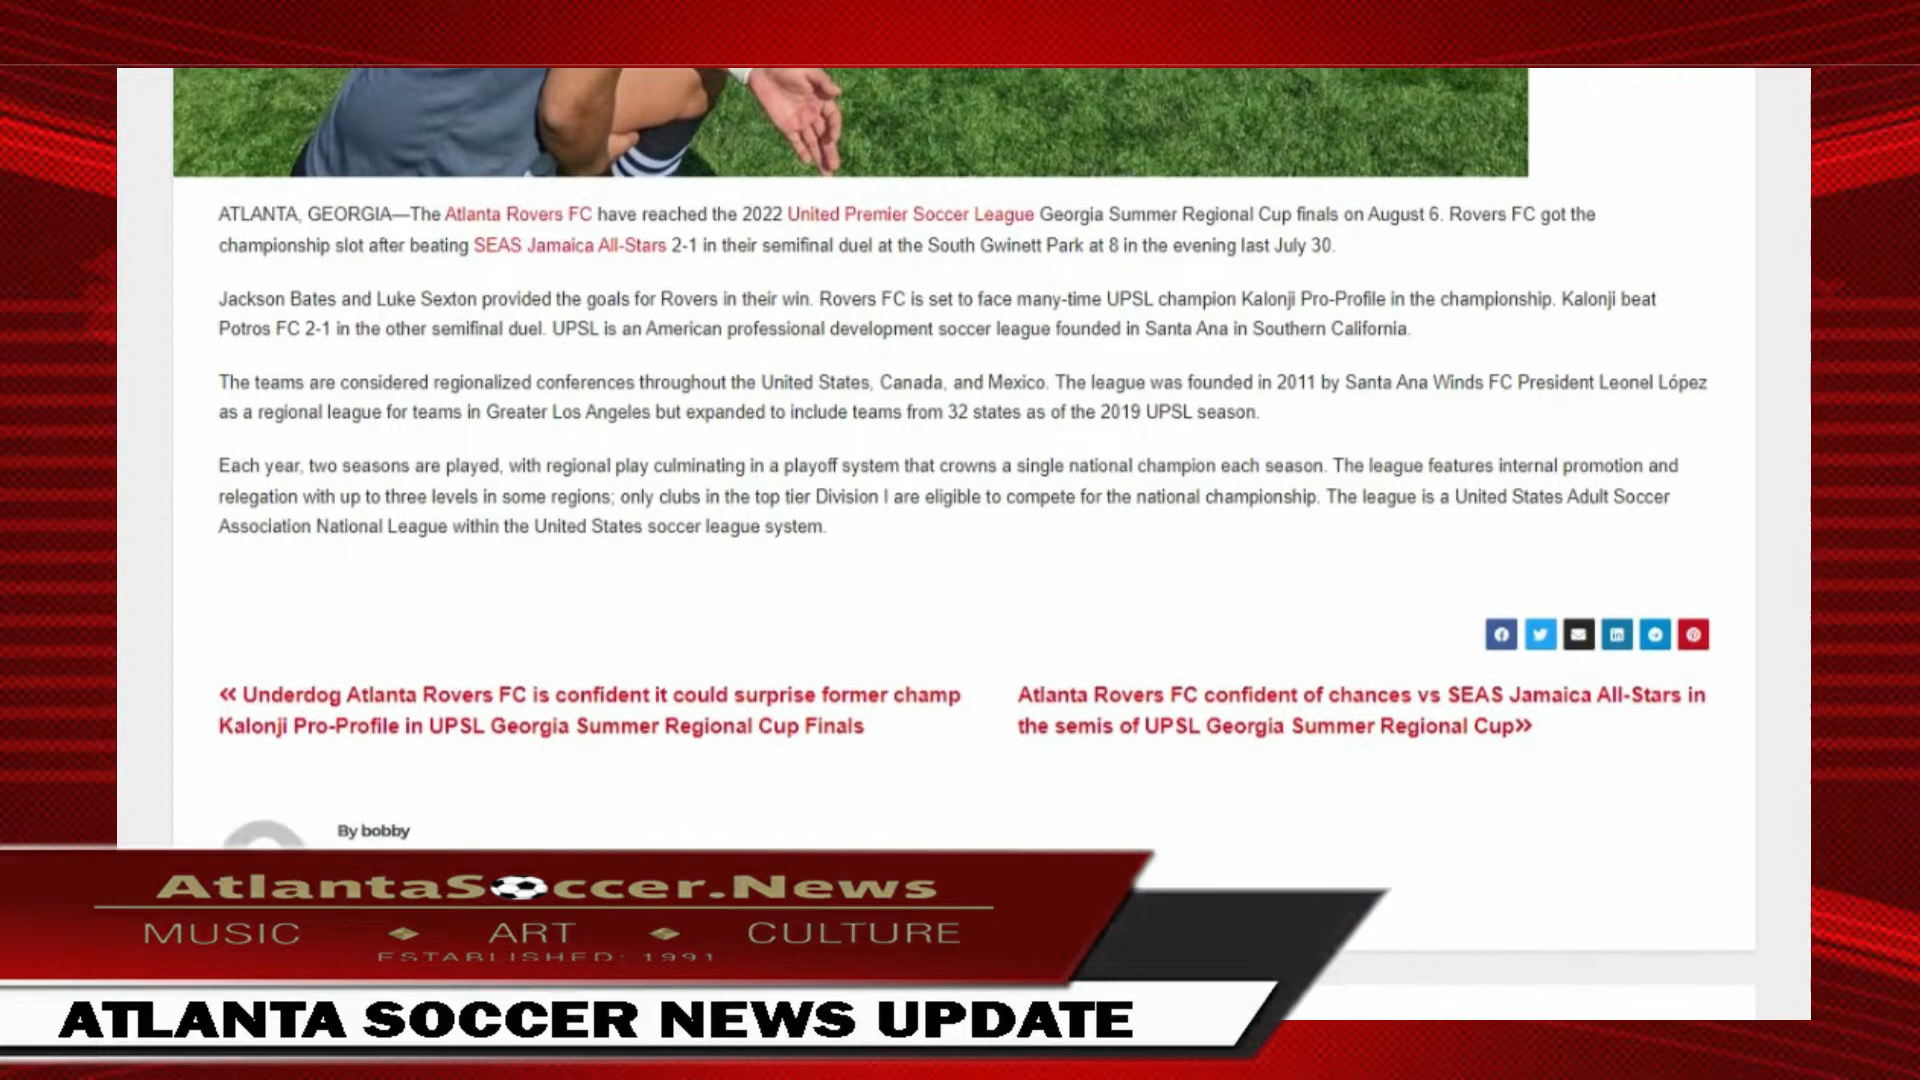 ATLANTA, GEORGIA—The Atlanta Rovers FC have reached the 2022 United Premier Soccer League Georgia Summer Regional Cup finals on August 6. Rovers FC got the
championship slot after beating SEAS Jamaica All-Stars 2-1 in their semifinal duel at the South Gwinett Park at 8 in the evening last July 30.
Jackson Bates and Luke Sexton provided the goals for Rovers in their win. Rovers FC is set to face many-time UPSL champion Kalonji Pro-Profile in the championship. Kalonji beat
Potros FC 2-1 in the other semifinal duel. UPSL is an American professional development soccer league founded in Santa Ana in Southern California.
The teams are considered regionalized conferences throughout the United States, Canada, and Mexico. The league was founded in 2011 by Santa Ana Winds FC President Leonel López
as a regional league for teams in Greater Los Angeles but expanded to include teams from 32 states as of the 2019 UPSL season.
Each year, two seasons are played, with regional play culminating in a playoff system that crowns a single national champion each season. The league features internal promotion and
relegation with up to three levels in some regions; only clubs in the top tier Division I are eligible to compete for the national championship. The league is a United States Adult Soccer
Association National League within the United States soccer league system.
« Underdog Atlanta Rovers FC is confident it could surprise former champ
Kalonji Pro-Profile in UPSL Georgia Summer Regional Cup Finals
Atlanta Rovers FC confident of chances vs SEAS Jamaica All-Stars in
the semis of UPSL Georgia Summer Regional Cup»
By bobby
AtlantaSoccer.News
MUSIC ART CULTURE
ESTABLISHED: 1991
ATLANTA SOCCER NEWS UPDATE